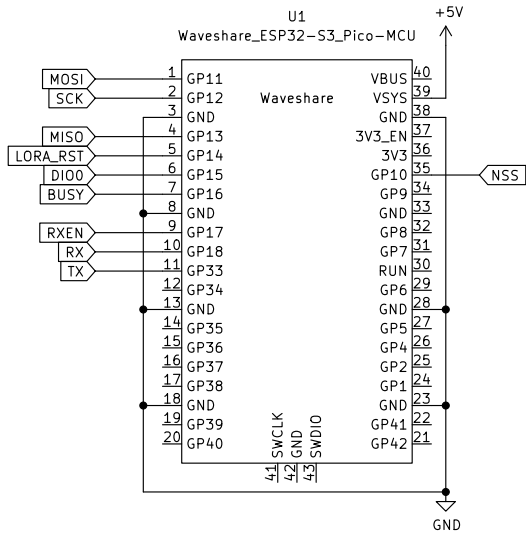 U1
Waveshare_ESP32-S3_Pico-MCU
+5V
Waveshare
MOSI 1 GP11
SCK 2 GP12
3 GND
MISO 4 GP13
LORA_RST 5 GP14
DIO0 6 GP15
BUSY 7 GP16
8 GND
RXEN 9 GP17
RX 10 GP18
TX 11 GP33
12 GP34
13 GND
14 GP35
15 GP36
16 GP37
17 GP38
18 GND
19 GP39
20 GP40
VBUS 40
VSYS 39
GND 38
3V3_EN 37
3V3 36
GP10 35 NSS
GP9 34
GND 33
GP8 32
GP7 31
RUN 30
GP6 29
GND 28
GP5 27
GP4 26
GP2 25
GP1 24
GND 23
GP41 22
GP42 21
SWCLK 41
GND 42
SWDIO 43
GND